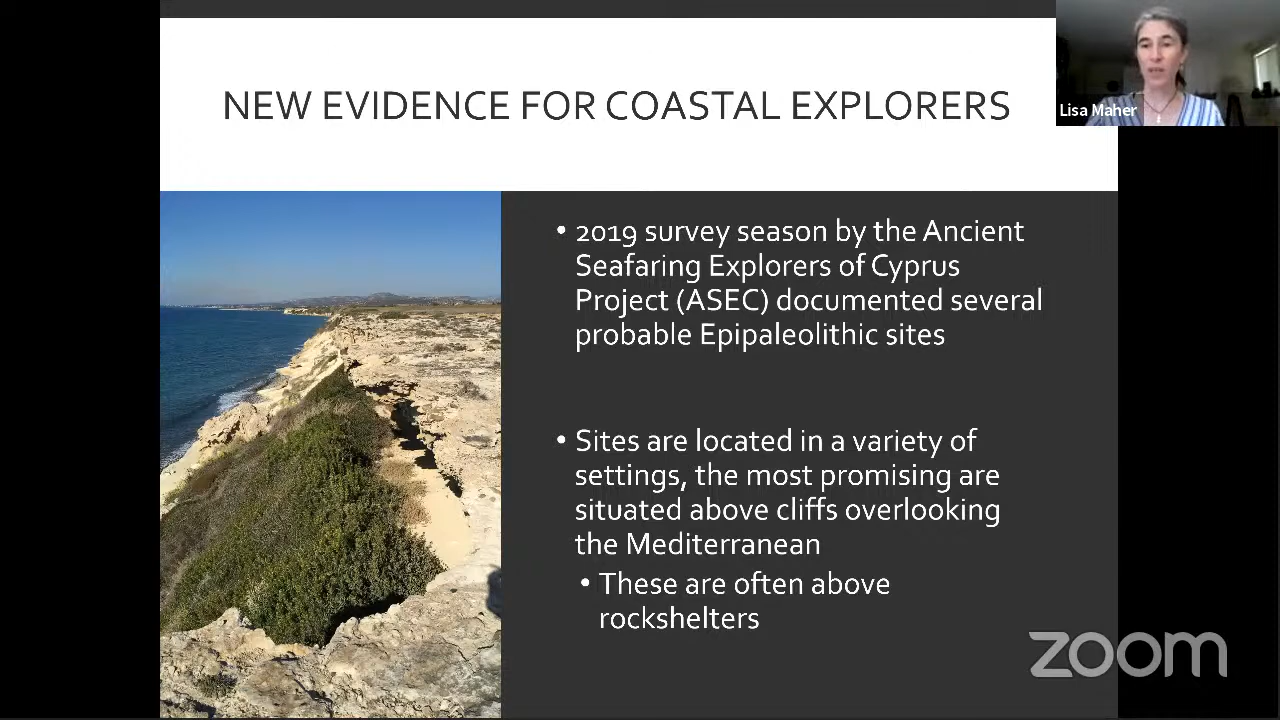 NEW EVIDENCE FOR COASTAL EXPLORERS
Lisa Maher
• 2019 survey season by the Ancient
Seafaring Explorers of Cyprus
Project (ASEC) documented several
probable Epipaleolithic sites
• Sites are located in a variety of
settings, the most promising are
situated above cliffs overlooking
the Mediterranean
• These are often above
rockshelters
zoom